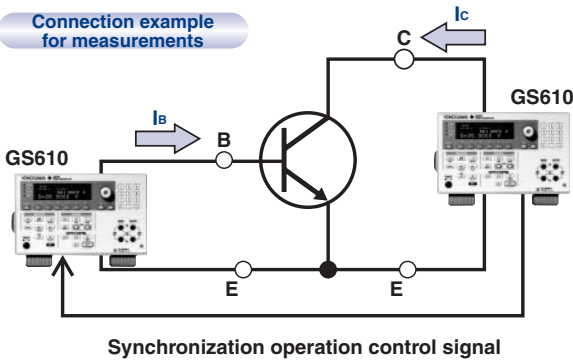 Connection example
for measurements
IC
C
GS610
IB
B
GS610
E
E
Synchronization operation control signal